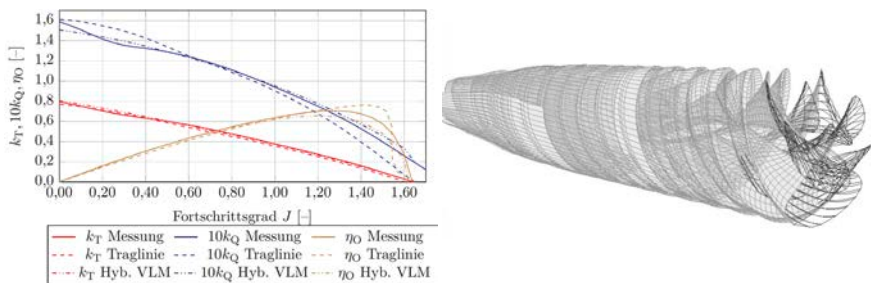 1,6
1,4
1,2
1,0
0,8
0,6
0,4
0,2
0,0
k_T, 10k_Q, η_O [–]
0,00 0,20 0,40 0,60 0,80 1,00 1,20 1,40 1,60
Fortschrittsgrad J [–]
k_T Messung 10k_Q Messung η_O Messung
k_T Traglinie 10k_Q Traglinie η_O Traglinie
k_T Hyb. VLM 10k_Q Hyb. VLM η_O Hyb. VLM